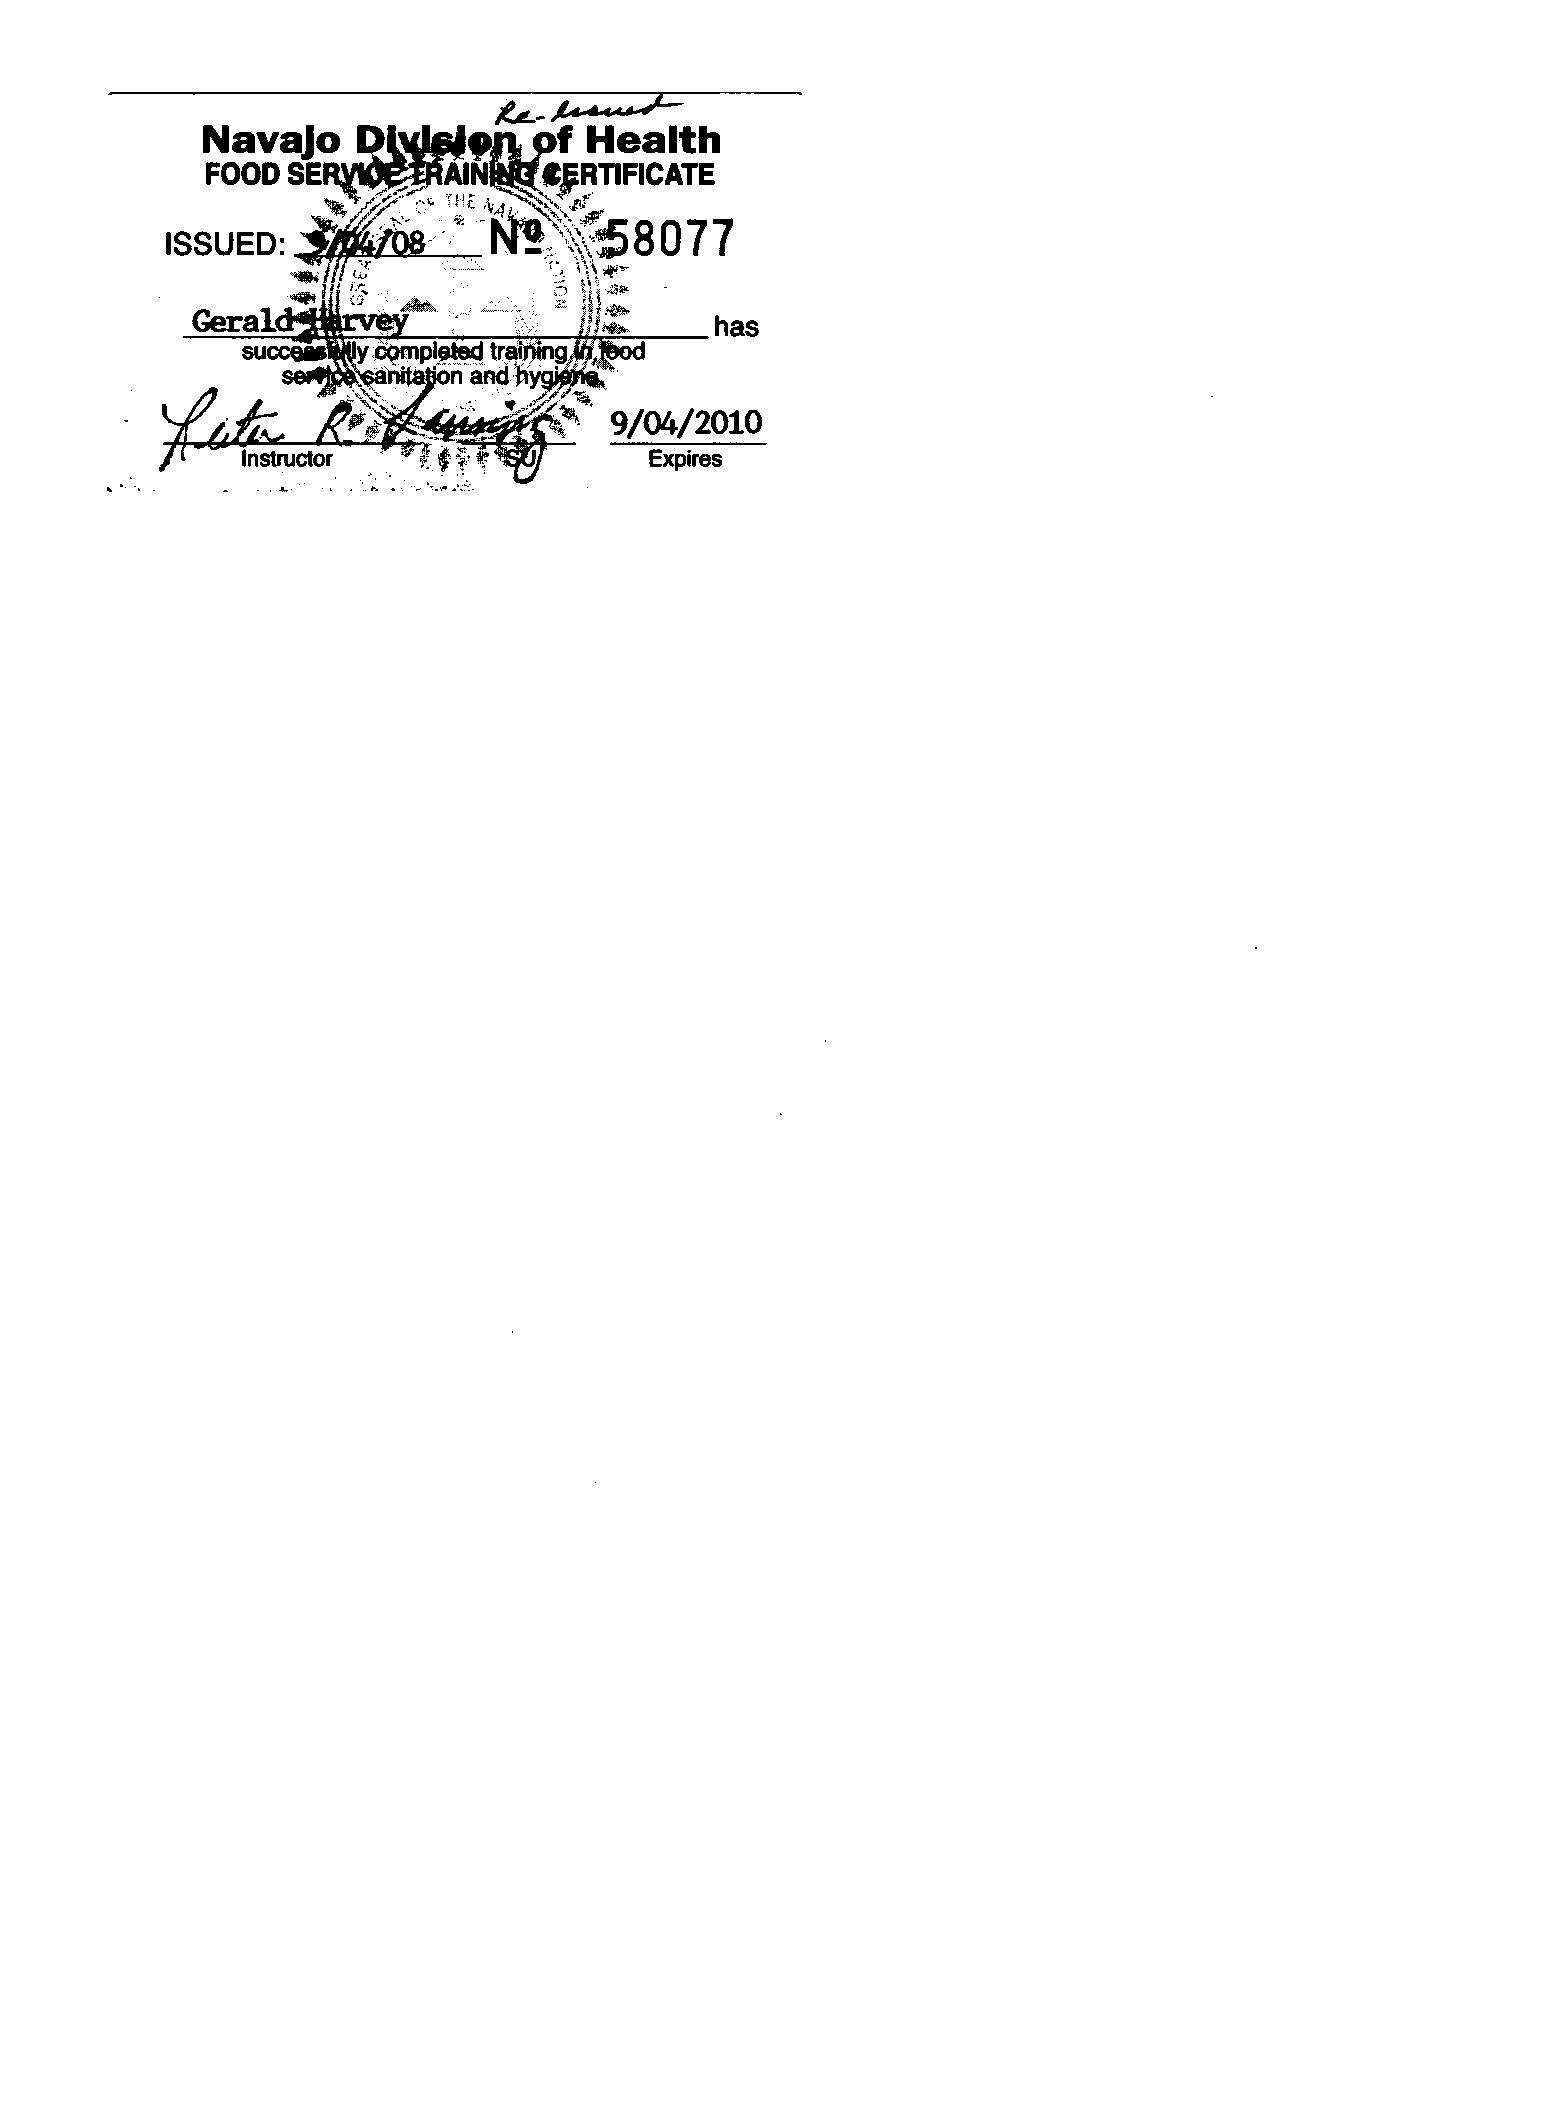 Re-Issued
Navajo Division of Health
FOOD SERVICE TRAINING CERTIFICATE
ISSUED: 9/04/08 Nº 58077
GREAT SEAL OF THE NAVAJO NATION
Gerald Harvey has
successfully completed training in food
service sanitation and hygiene.
R.
9/04/2010
Instructor SU Expires